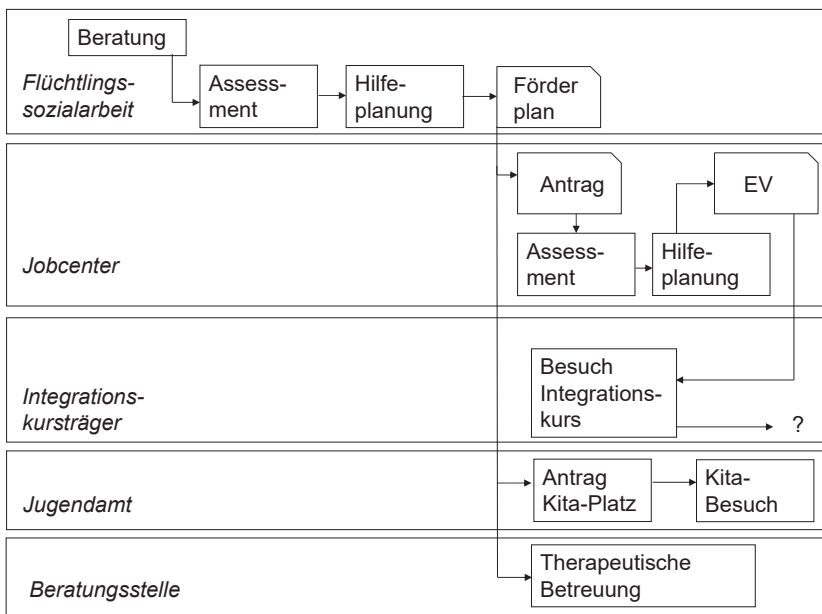 Beratung
Flüchtlings-
sozialarbeit
Assess-
ment
Hilfe-
planung
Förder
plan
Jobcenter
Antrag
EV
Assess-
ment
Hilfe-
planung
Integrations-
kursträger
Besuch
Integrations-
kurs
?
Jugendamt
Antrag
Kita-Platz
Kita-
Besuch
Beratungsstelle
Therapeutische
Betreuung